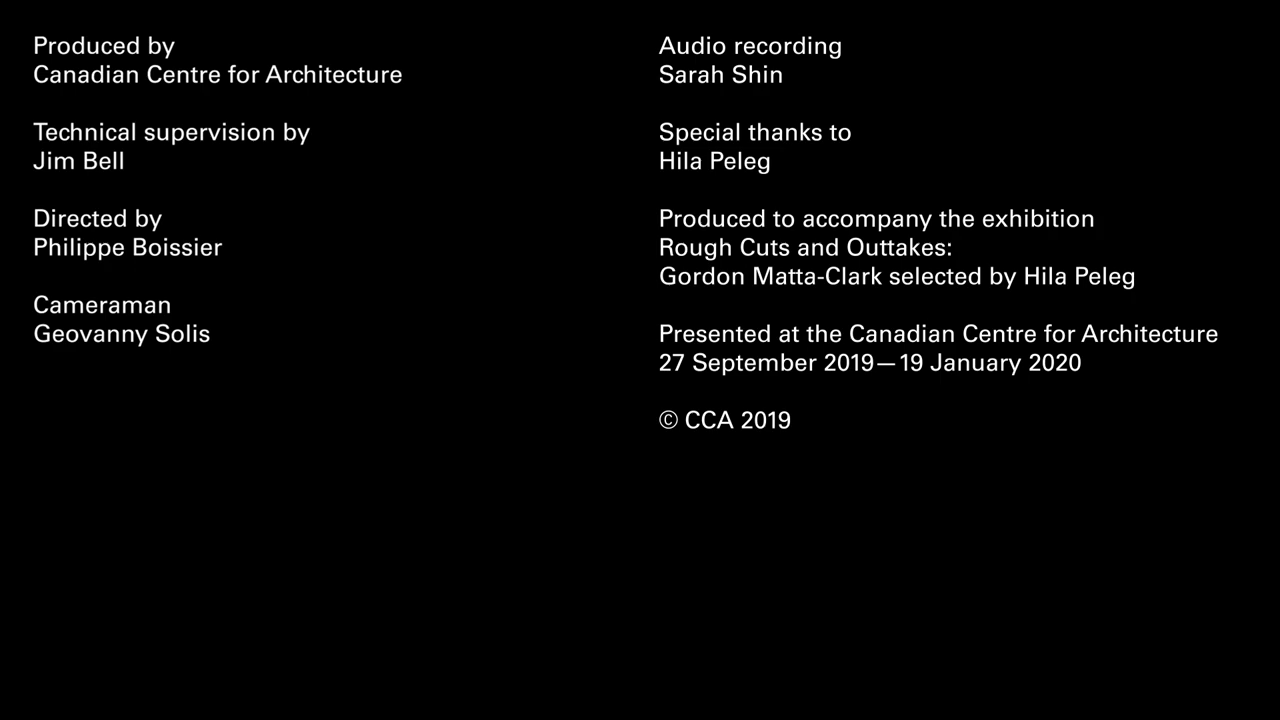 Produced by
Canadian Centre for Architecture
Technical supervision by
Jim Bell
Directed by
Philippe Boissier
Cameraman
Geovanny Solis
Audio recording
Sarah Shin
Special thanks to
Hila Peleg
Produced to accompany the exhibition
Rough Cuts and Outtakes:
Gordon Matta-Clark selected by Hila Peleg
Presented at the Canadian Centre for Architecture
27 September 2019—19 January 2020
© CCA 2019